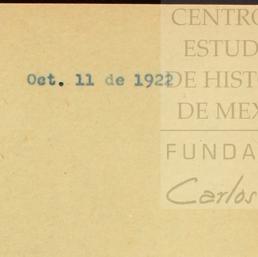 CENTRO
ESTUD
Oct. 11 de 1922
DE HIST
DE MEX
FUNDA
Carlos